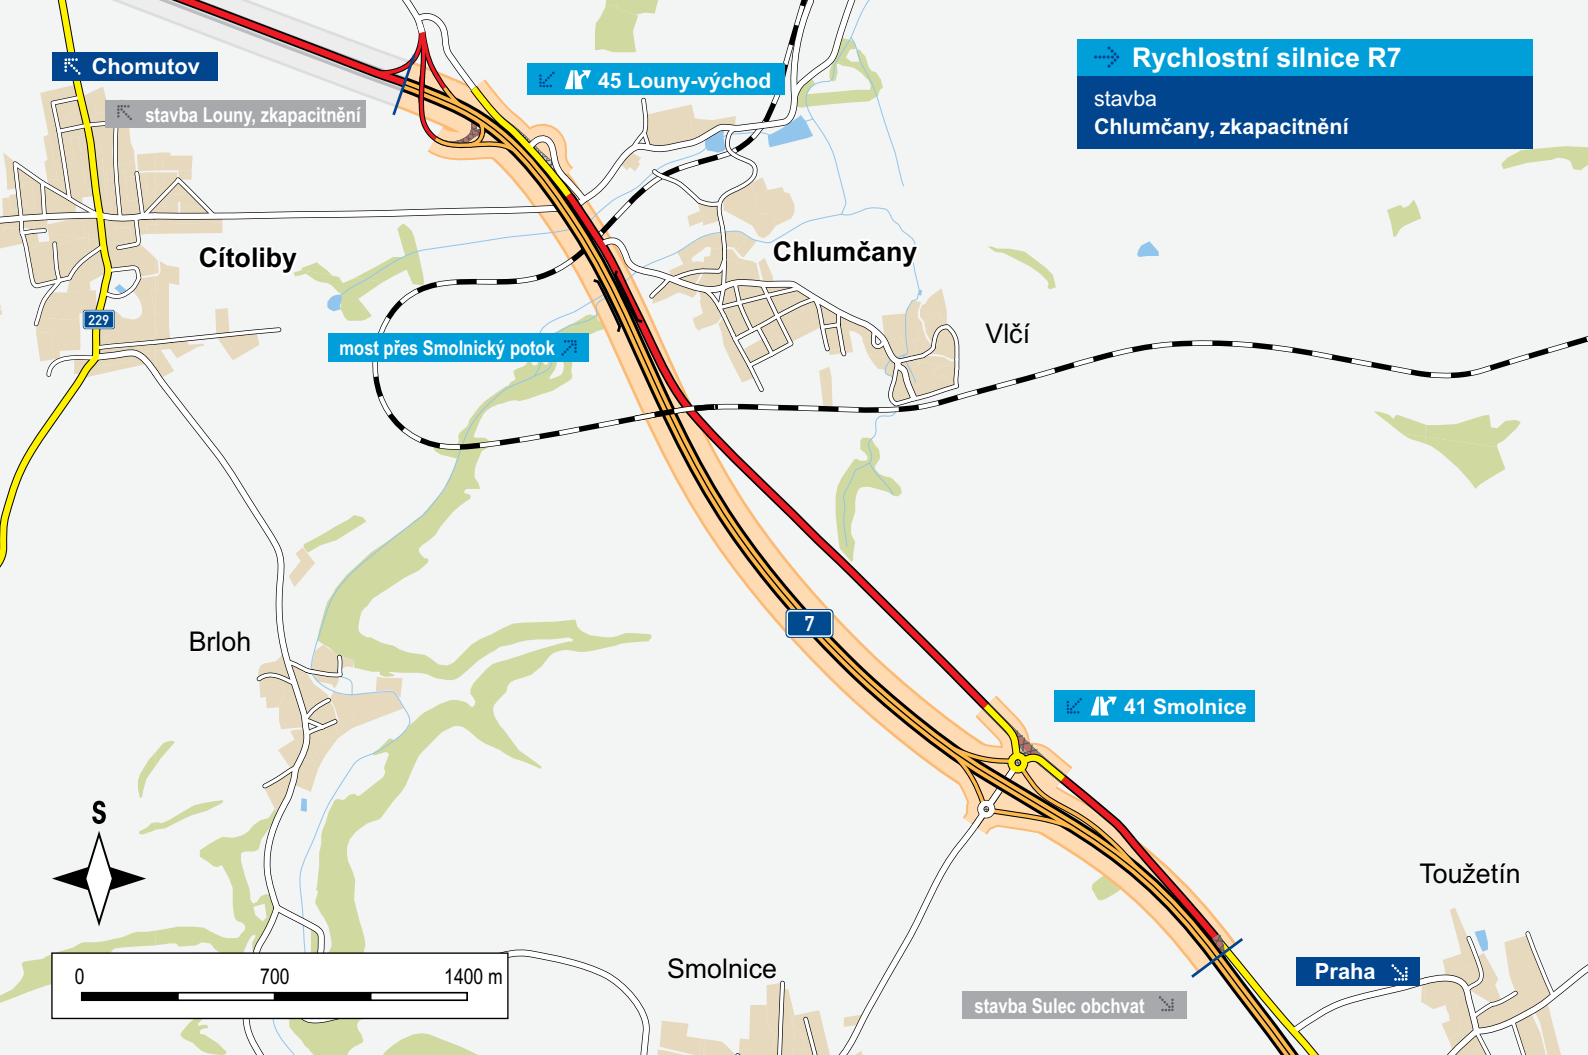 Chomutov
stavba Louny, zkapacitnění
45 Louny-východ
Rychlostní silnice R7
stavba
Chlumčany, zkapacitnění
Cítoliby
Chlumčany
229
most přes Smolnický potok
Vlčí
7
Brloh
41 Smolnice
S
Toužetín
0 700 1400 m
Smolnice
Praha
stavba Sulec obchvat